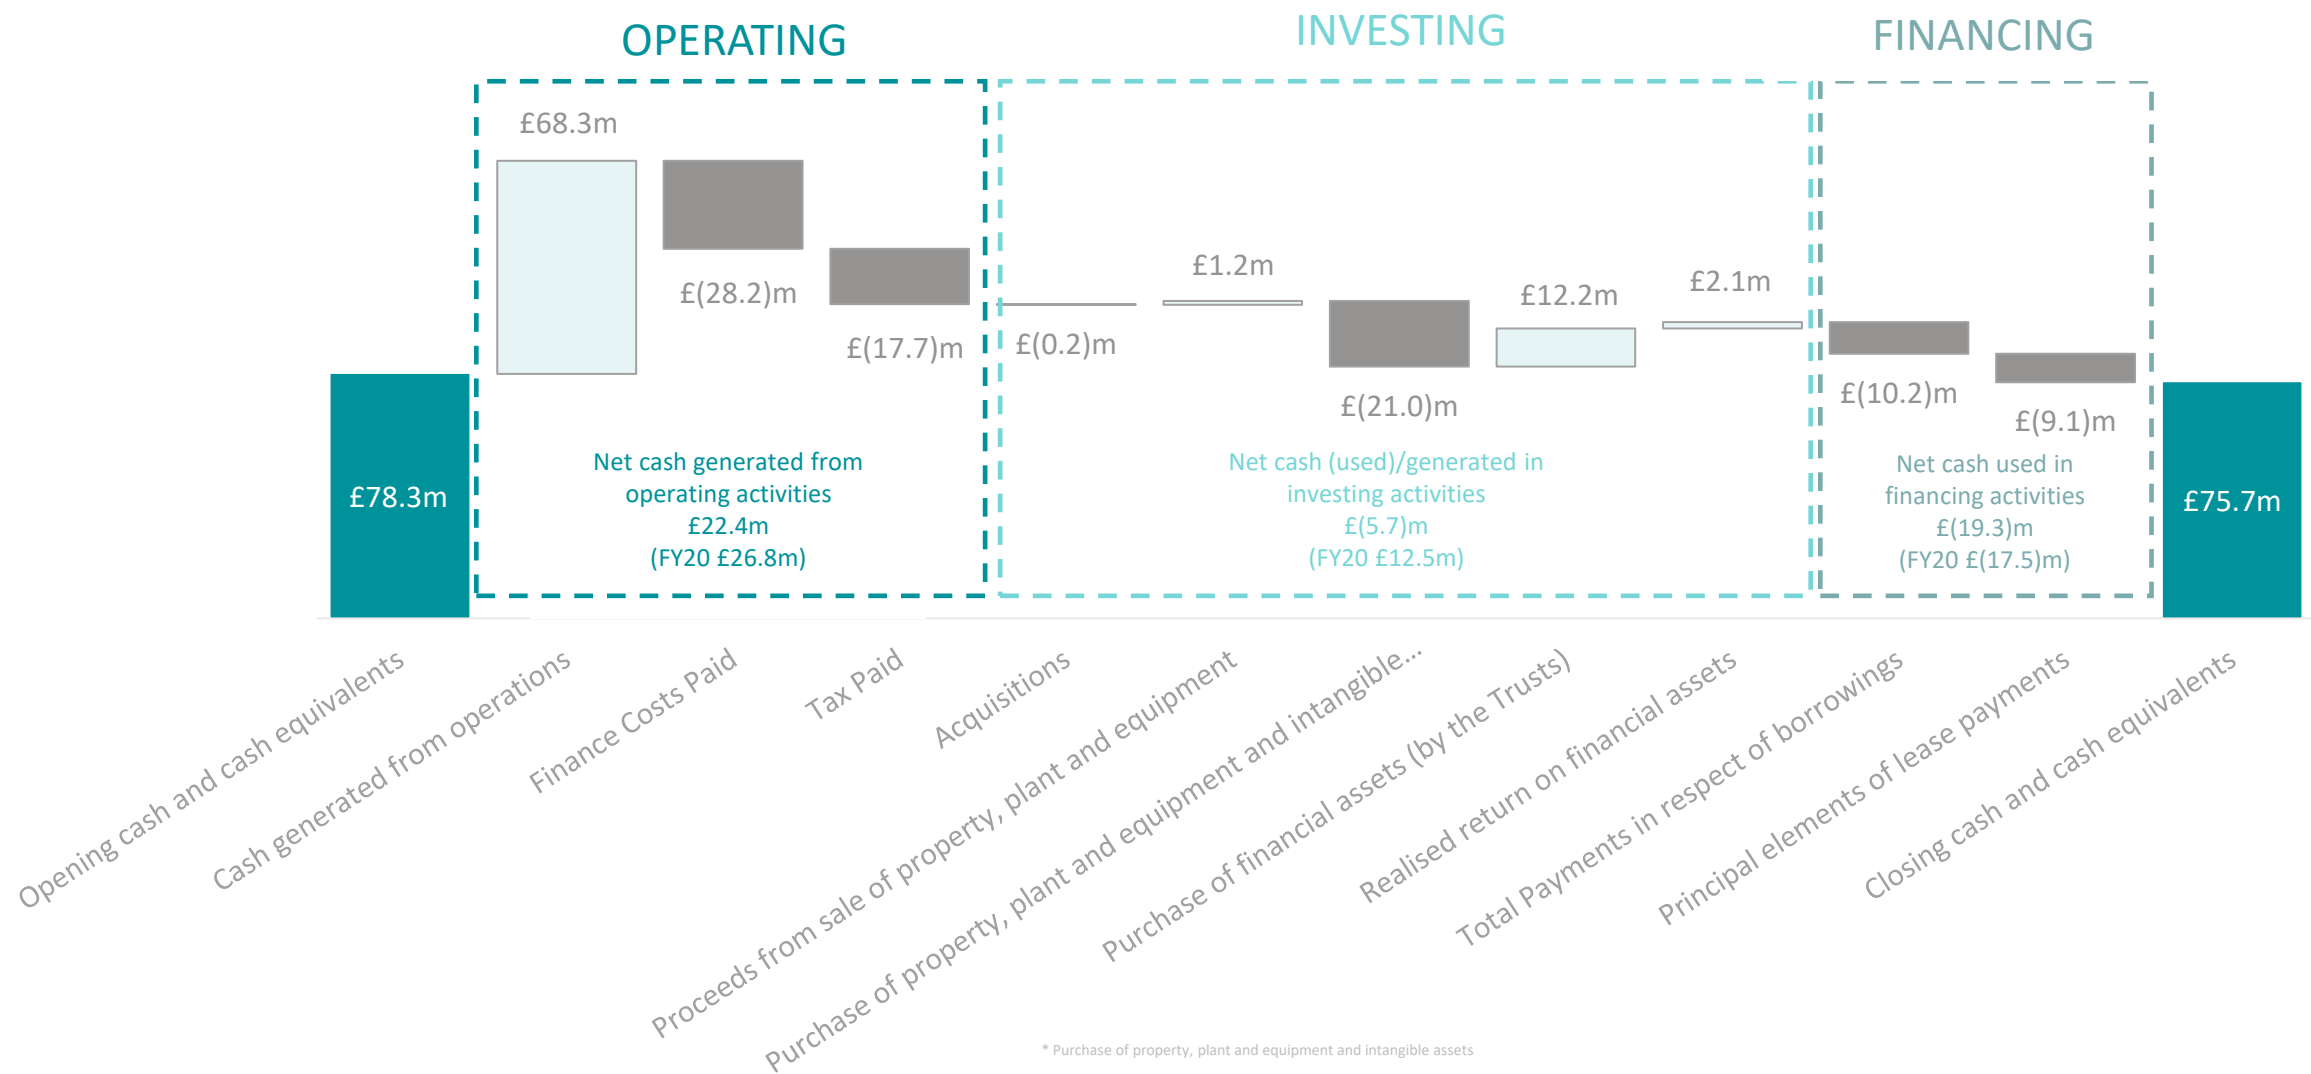 OPERATING
INVESTING
FINANCING
£68.3m
£(28.2)m
£(17.7)m
£(0.2)m
£1.2m
£(21.0)m
£12.2m
£2.1m
£(10.2)m
£(9.1)m
£78.3m
Net cash generated from
operating activities
£22.4m
(FY20 £26.8m)
Net cash (used)/generated in
investing activities
£(5.7)m
(FY20 £12.5m)
Net cash used in
financing activities
£(19.3)m
(FY20 £(17.5)m)
£75.7m
Opening cash and cash equivalents
Cash generated from operations
Finance Costs Paid
Tax Paid
Acquisitions
Proceeds from sale of property, plant and equipment
Purchase of property, plant and equipment and intangible...
Purchase of financial assets (by the Trusts)
Realised return on financial assets
Total Payments in respect of borrowings
Principal elements of lease payments
Closing cash and cash equivalents
* Purchase of property, plant and equipment and intangible assets